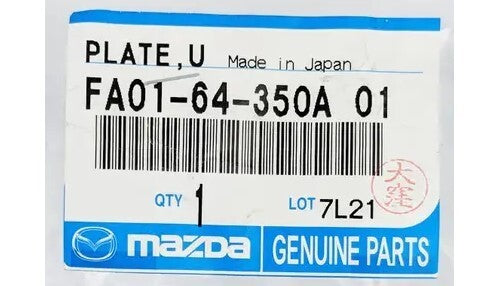 PLATE,U Made in Japan
FA01-64-350A 01
QTY 1 LOT 7L21
大窪
mazda GENUINE PARTS